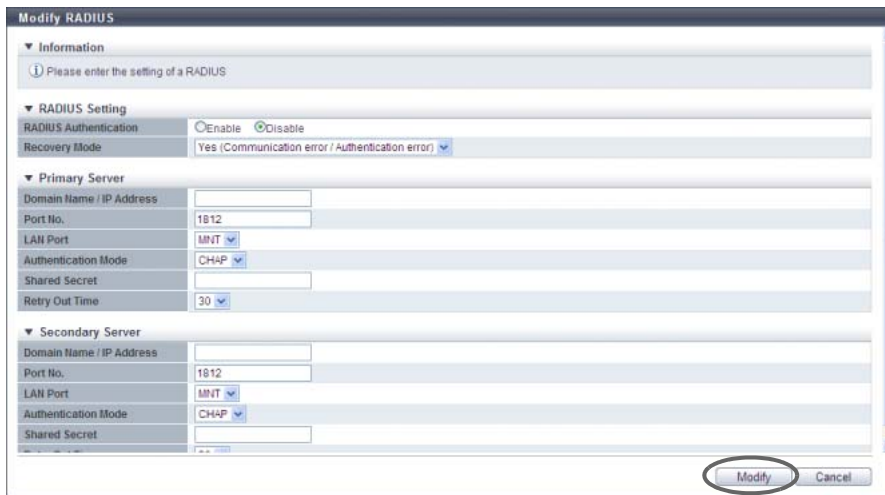 Modify RADIUS
▼ Information
Please enter the setting of a RADIUS
▼ RADIUS Setting
RADIUS Authentication Enable Disable
Recovery Mode Yes (Communication error / Authentication error)
▼ Primary Server
Domain Name / IP Address
Port No. 1812
LAN Port MNT
Authentication Mode CHAP
Shared Secret
Retry Out Time 30
▼ Secondary Server
Domain Name / IP Address
Port No. 1812
LAN Port MNT
Authentication Mode CHAP
Shared Secret
Modify Cancel